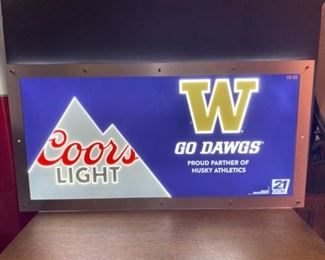 Coors
LIGHT
W
GO DAWGS
PROUD PARTNER OF
HUSKY ATHLETICS
21